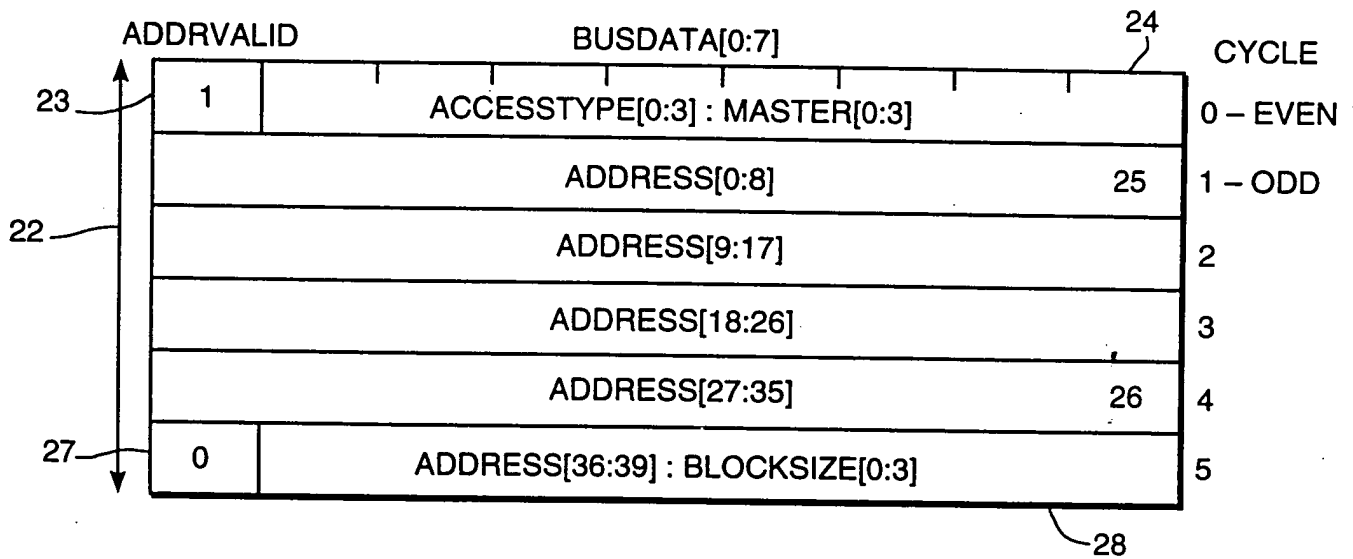 ADDRVALID BUSDATA[0:7] 24 CYCLE
23 1 ACCESSTYPE[0:3] : MASTER[0:3] 0 – EVEN
ADDRESS[0:8] 25 1 – ODD
22 ADDRESS[9:17] 2
ADDRESS[18:26] 3
ADDRESS[27:35] 26 4
27 0 ADDRESS[36:39] : BLOCKSIZE[0:3] 5
28